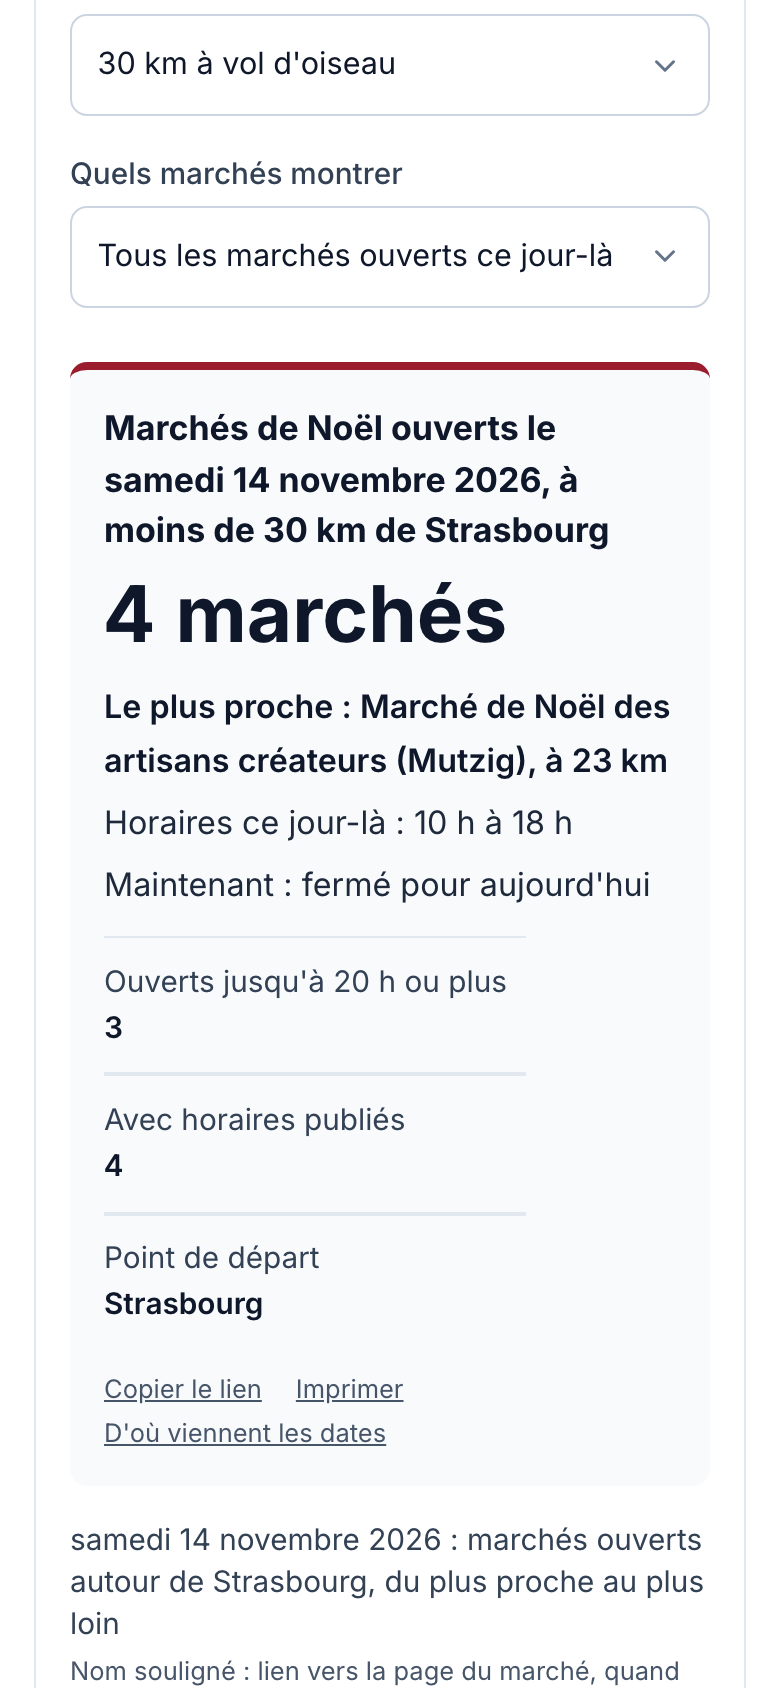 30 km à vol d'oiseau
Quels marchés montrer
Tous les marchés ouverts ce jour-là
Marchés de Noël ouverts le
samedi 14 novembre 2026, à
moins de 30 km de Strasbourg
4 marchés
Le plus proche : Marché de Noël des
artisans créateurs (Mutzig), à 23 km
Horaires ce jour-là : 10 h à 18 h
Maintenant : fermé pour aujourd'hui
Ouverts jusqu'à 20 h ou plus
3
Avec horaires publiés
4
Point de départ
Strasbourg
Copier le lien Imprimer
D'où viennent les dates
samedi 14 novembre 2026 : marchés ouverts
autour de Strasbourg, du plus proche au plus
loin
Nom souligné : lien vers la page du marché, quand